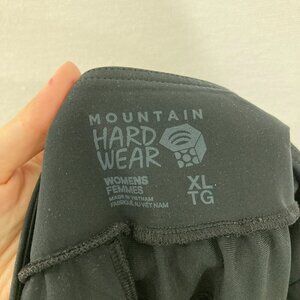 MOUNTAIN
HARD
WEAR
WOMENS XL
FEMMES TG
MADE IN VIETNAM
FABRIQUÉ AU VIET NAM